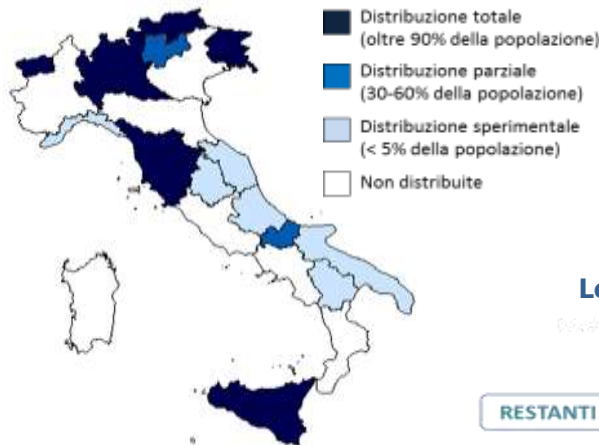 Distribuzione totale
(oltre 90% della popolazione)
Distribuzione parziale
(30-60% della popolazione)
Distribuzione sperimentale
(< 5% della popolazione)
Non distribuite
RESTANTI